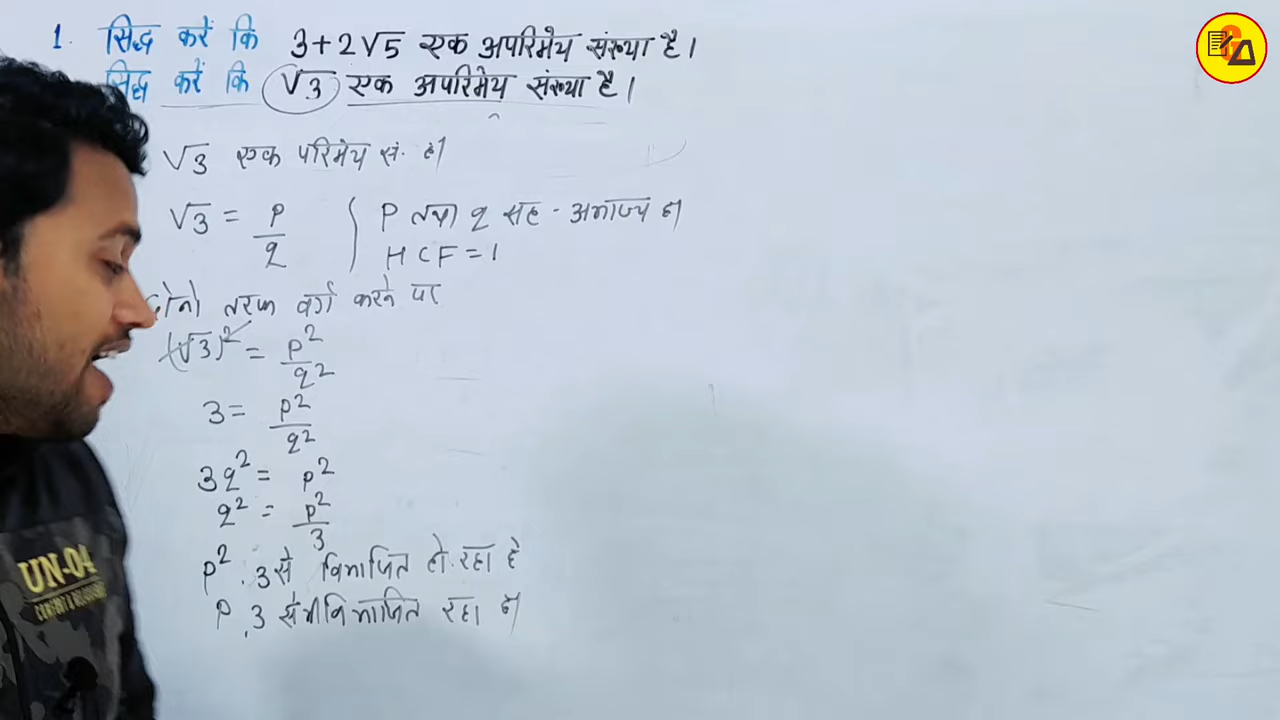 1. सिद्ध करें कि 3+2√5 एक अपरिमेय संख्या है।
सिद्ध करें कि √3 एक अपरिमेय संख्या है।
√3 एक परिमेय सं. है।
√3 = p/q
P तथा q सह-अभाज्य है।
HCF = 1
दोनो तरफ वर्ग करने पर
(√3)² = p²/q²
3 = p²/q²
3q² = p²
q² = p²/3
p², 3 से विभाजित हो रहा है
P, 3 से भी विभाजित रहा है।
UN-04